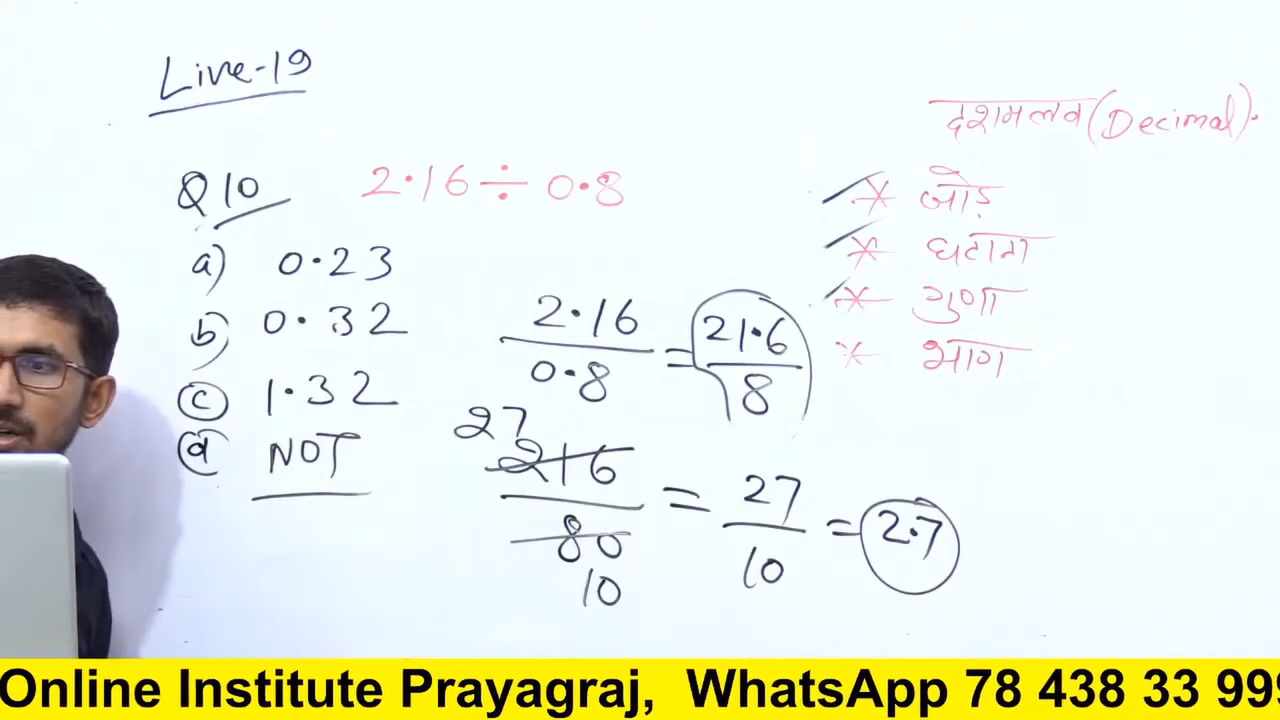 Live-19
दशमलव (Decimal).
Q10 2.16 ÷ 0.8
a) 0.23
b) 0.32
c) 1.32
d) NOT
* जोड़
* घटाना
* गुणा
* भाग
2.16/0.8 = 21.6/8
27
216/80 = 27/10 = 2.7
10
Online Institute Prayagraj, WhatsApp 78 438 33 999